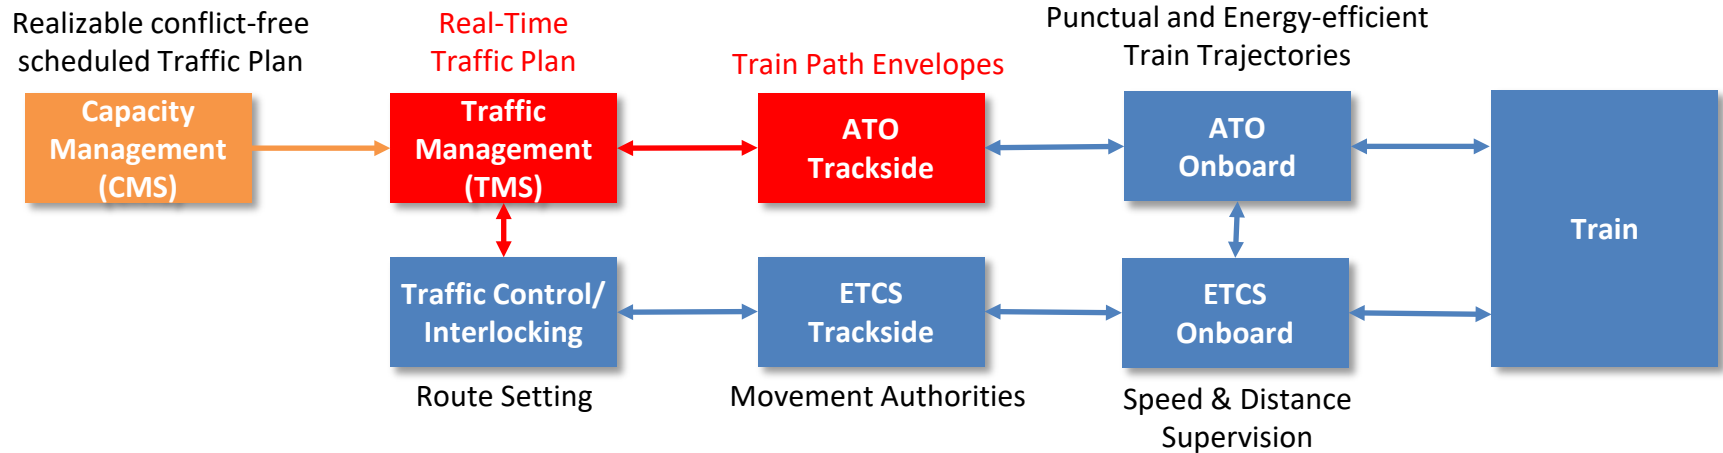 Realizable conflict-free
scheduled Traffic Plan
Real-Time
Traffic Plan
Train Path Envelopes
Punctual and Energy-efficient
Train Trajectories
Capacity
Management
(CMS)
Traffic
Management
(TMS)
ATO
Trackside
ATO
Onboard
Train
Traffic Control/
Interlocking
ETCS
Trackside
ETCS
Onboard
Route Setting
Movement Authorities
Speed & Distance
Supervision